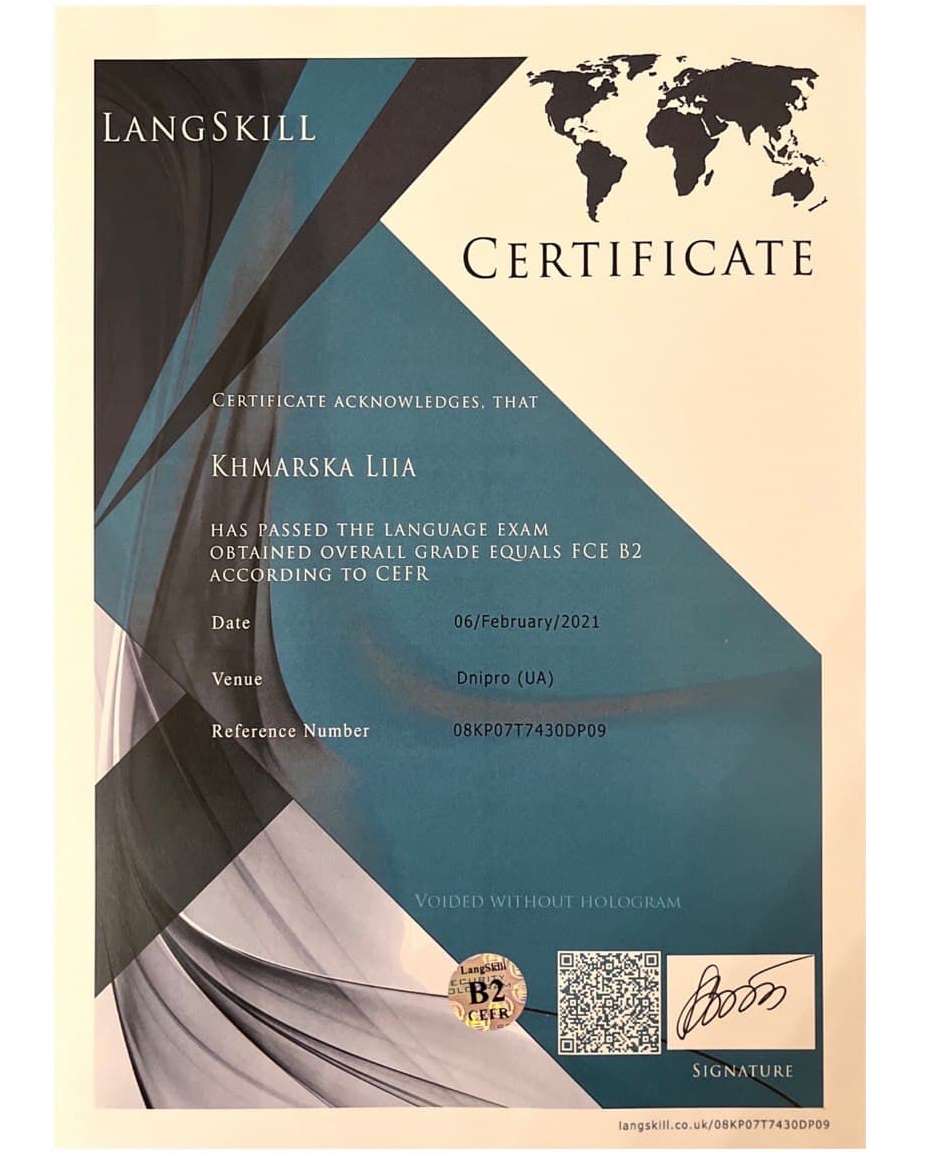 LANGSKILL
CERTIFICATE
CERTIFICATE ACKNOWLEDGES, THAT
KHMARSKA LIIA
HAS PASSED THE LANGUAGE EXAM
OBTAINED OVERALL GRADE EQUALS FCE B2
ACCORDING TO CEFR
Date 06/February/2021
Venue Dnipro (UA)
Reference Number 08KP07T7430DP09
VOIDED WITHOUT HOLOGRAM
LangSkill
B2
CEFR
SIGNATURE
langskill.co.uk/08KP07T7430DP09